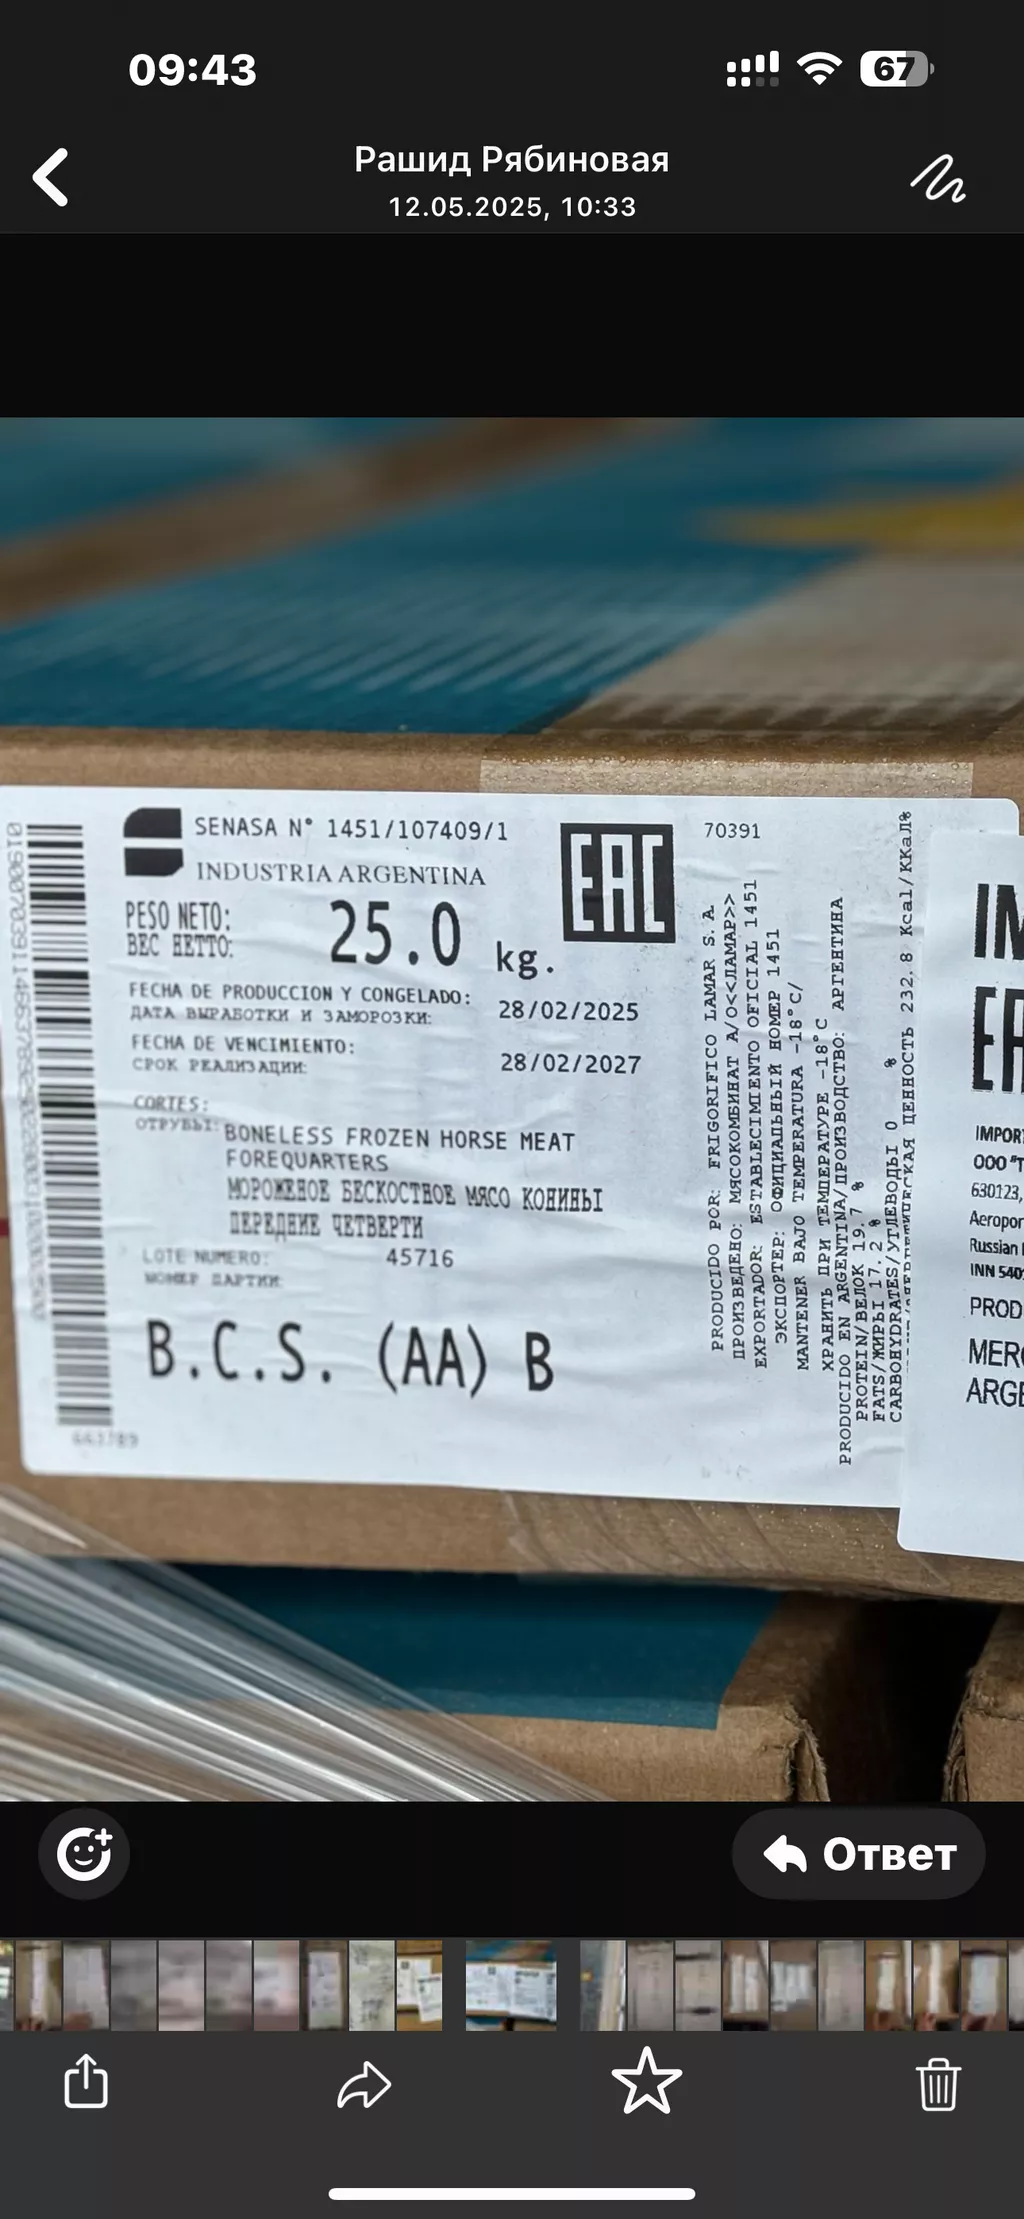 09:43
67
Рашид Рябиновая
12.05.2025, 10:33
SENASA N° 1451/107409/1
INDUSTRIA ARGENTINA
PESO NETO:
ВЕС НЕТТО:
25.0 kg.
EAC
70391
FECHA DE PRODUCCION Y CONGELADO:
ДАТА ВЫРАБОТКИ И ЗАМОРОЗКИ:
28/02/2025
FECHA DE VENCIMIENTO:
СРОК РЕАЛИЗАЦИИ:
28/02/2027
CORTES:
ОТРУБЫ:
BONELESS FROZEN HORSE MEAT
FOREQUARTERS
МОРОЖЕНОЕ БЕСКОСТНОЕ МЯСО КОНИНЫ
ПЕРЕДНИЕ ЧЕТВЕРТИ
LOTE NUMERO:
НОМЕР ПАРТИИ
45716
B.C.S. (AA) B
663789
PRODUCIDO POR: FRIGORIFICO LAMAR S. A.
ПРОИЗВЕДЕНО: МЯСОКОМБИНАТ А/О<<ЛАМАР>>
EXPORTADOR: ESTABLECIMIENTO OFICIAL 1451
ЭКСПОРТЕР: ОФИЦИАЛЬНЫЙ НОМЕР 1451
MANTENER BAJO TEMPERATURA -18°C/
ХРАНИТЬ ПРИ ТЕМПЕРАТУРЕ -18°C
PRODUCIDO EN ARGENTINA/ПРОИЗВОДСТВО: АРГЕНТИНА
PROTEIN/БЕЛОК 19.7 %
FATS/ЖИРЫ 17.2 %
CARBOHYDRATES/УГЛЕВОДЫ 0 %
ЦЕННОСТЬ 232.8 Kcal/ККаЛ%
IM
EA
IMPOR
ООО "Т
630123,
Aeropor
Russian
INN 540
PROD
MERC
ARGE
Ответ